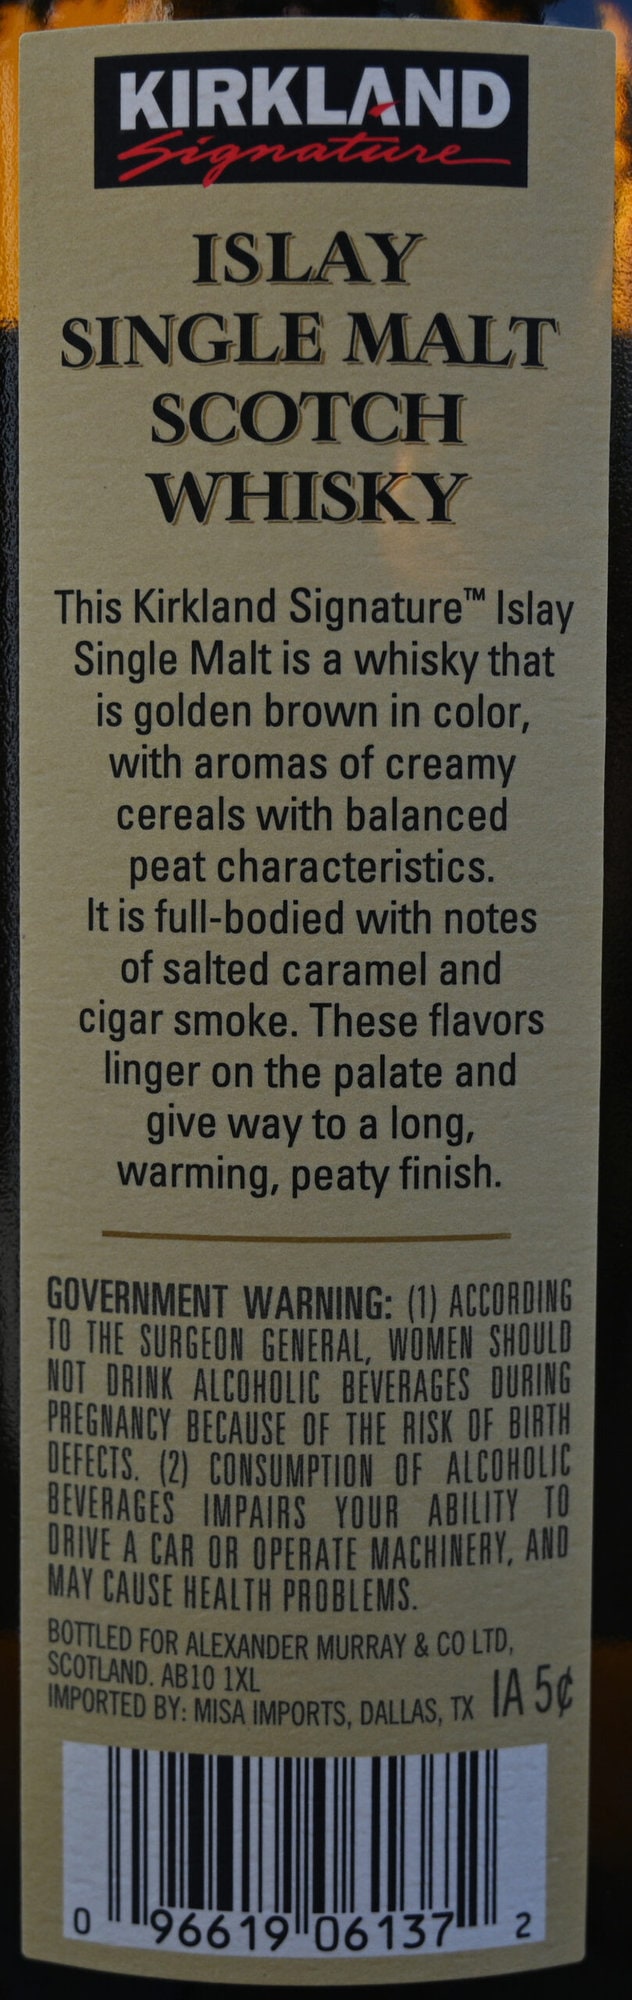 KIRKLAND
Signature
ISLAY
SINGLE MALT
SCOTCH
WHISKY
This Kirkland Signature™ Islay
Single Malt is a whisky that
is golden brown in color,
with aromas of creamy
cereals with balanced
peat characteristics.
It is full-bodied with notes
of salted caramel and
cigar smoke. These flavors
linger on the palate and
give way to a long,
warming, peaty finish.
GOVERNMENT WARNING: (1) ACCORDING
TO THE SURGEON GENERAL, WOMEN SHOULD
NOT DRINK ALCOHOLIC BEVERAGES DURING
PREGNANCY BECAUSE OF THE RISK OF BIRTH
DEFECTS. (2) CONSUMPTION OF ALCOHOLIC
BEVERAGES IMPAIRS YOUR ABILITY TO
DRIVE A CAR OR OPERATE MACHINERY, AND
MAY CAUSE HEALTH PROBLEMS.
BOTTLED FOR ALEXANDER MURRAY & CO LTD,
SCOTLAND. AB10 1XL
IMPORTED BY: MISA IMPORTS, DALLAS, TX IA 5¢
0 96619 06137 2